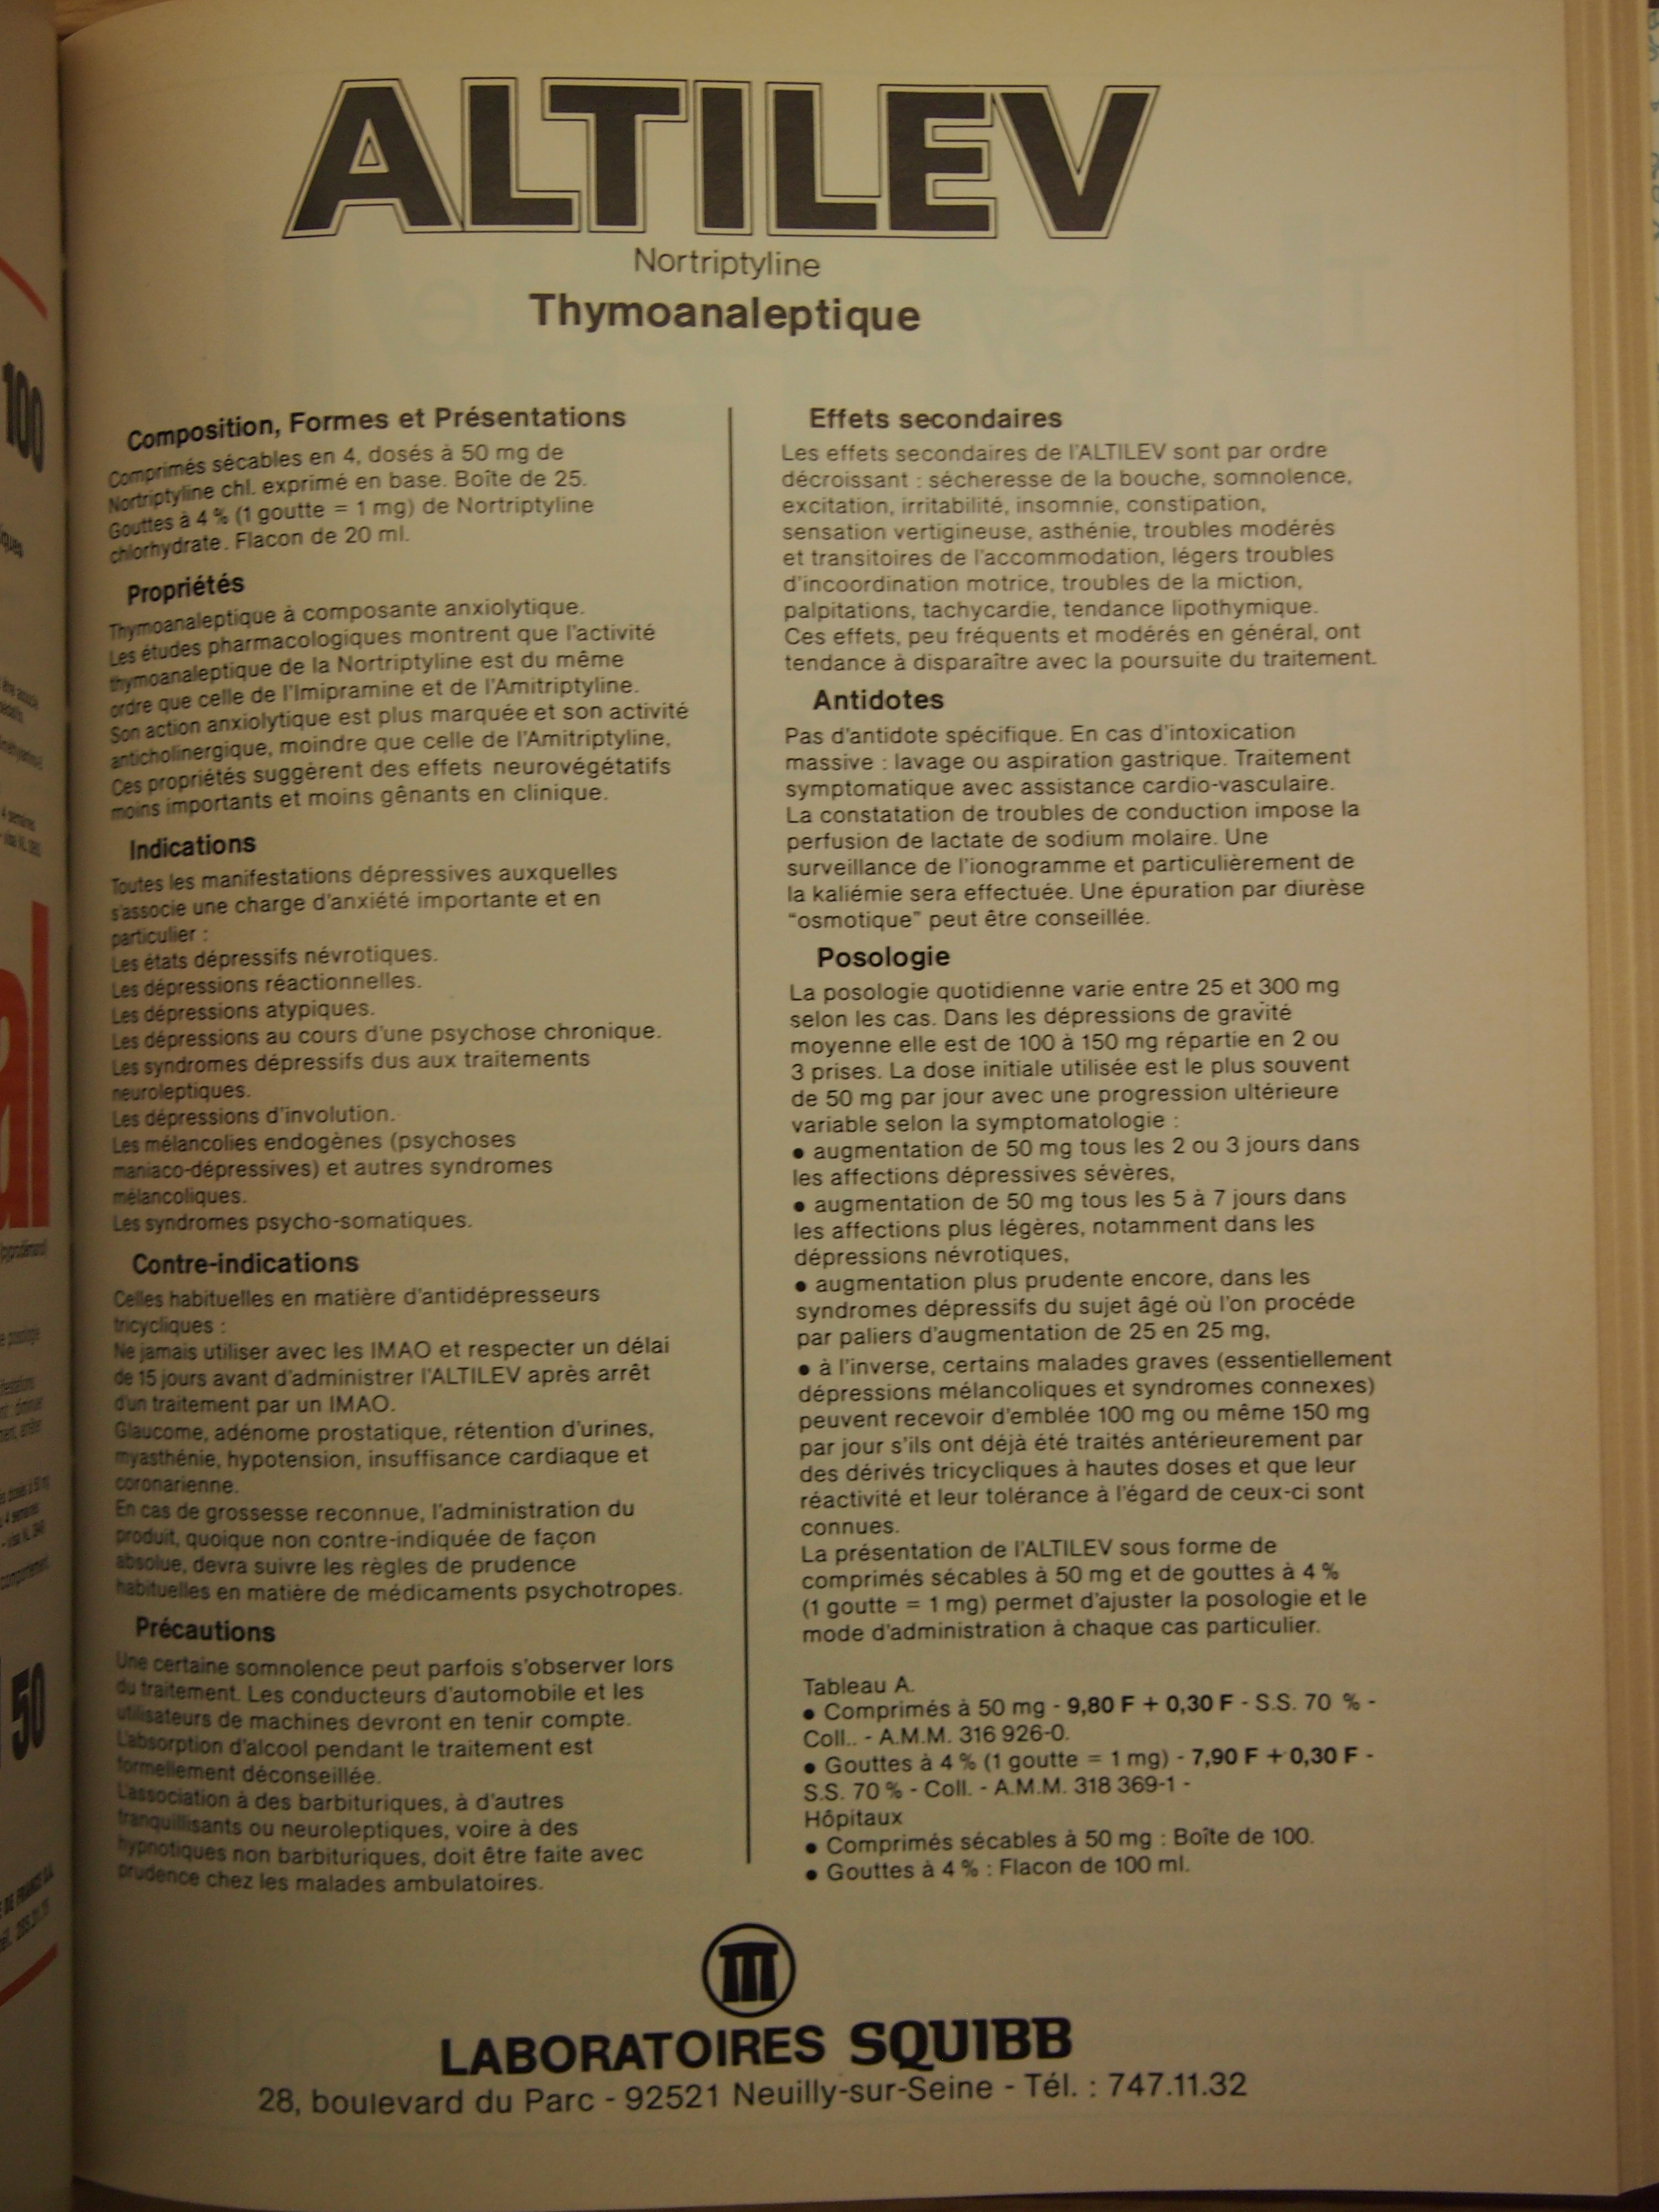 ALTILEV
Nortriptyline
Thymoanaleptique
Composition, Formes et Présentations
Comprimés sécables en 4, dosés à 50 mg de
Nortriptyline chl. exprimé en base. Boîte de 25.
Gouttes à 4 % (1 goutte = 1 mg) de Nortriptyline
chlorhydrate. Flacon de 20 ml.
Propriétés
Thymoanaleptique à composante anxiolytique.
Les études pharmacologiques montrent que l'activité
thymoanaleptique de la Nortriptyline est du même
ordre que celle de l'Imipramine et de l'Amitriptyline.
Son action anxiolytique est plus marquée et son activité
anticholinergique, moindre que celle de l'Amitriptyline,
Ces propriétés suggèrent des effets neurovégétatifs
moins importants et moins gênants en clinique.
Indications
Toutes les manifestations dépressives auxquelles
s'associe une charge d'anxiété importante et en
particulier :
Les états dépressifs névrotiques.
Les dépressions réactionnelles.
Les dépressions atypiques.
Les dépressions au cours d'une psychose chronique.
Les syndromes dépressifs dus aux traitements
neuroleptiques.
Les dépressions d'involution.
Les mélancolies endogènes (psychoses
maniaco-dépressives) et autres syndromes
mélancoliques.
Les syndromes psycho-somatiques.
Contre-indications
Celles habituelles en matière d'antidépresseurs
tricycliques :
Ne jamais utiliser avec les IMAO et respecter un délai
de 15 jours avant d'administrer l'ALTILEV après arrêt
d'un traitement par un IMAO.
Glaucome, adénome prostatique, rétention d'urines,
myasthénie, hypotension, insuffisance cardiaque et
coronarienne.
En cas de grossesse reconnue, l'administration du
produit, quoique non contre-indiquée de façon
absolue, devra suivre les règles de prudence
habituelles en matière de médicaments psychotropes.
Précautions
Une certaine somnolence peut parfois s'observer lors
du traitement. Les conducteurs d'automobile et les
utilisateurs de machines devront en tenir compte.
L'absorption d'alcool pendant le traitement est
formellement déconseillée.
L'association à des barbituriques, à d'autres
tranquillisants ou neuroleptiques, voire à des
hypnotiques non barbituriques, doit être faite avec
prudence chez les malades ambulatoires.
Effets secondaires
Les effets secondaires de l'ALTILEV sont par ordre
décroissant : sécheresse de la bouche, somnolence,
excitation, irritabilité, insomnie, constipation,
sensation vertigineuse, asthénie, troubles modérés
et transitoires de l'accommodation, légers troubles
d'incoordination motrice, troubles de la miction,
palpitations, tachycardie, tendance lipothymique.
Ces effets, peu fréquents et modérés en général, ont
tendance à disparaître avec la poursuite du traitement.
Antidotes
Pas d'antidote spécifique. En cas d'intoxication
massive : lavage ou aspiration gastrique. Traitement
symptomatique avec assistance cardio-vasculaire.
La constatation de troubles de conduction impose la
perfusion de lactate de sodium molaire. Une
surveillance de l'ionogramme et particulièrement de
la kaliémie sera effectuée. Une épuration par diurèse
"osmotique" peut être conseillée.
Posologie
La posologie quotidienne varie entre 25 et 300 mg
selon les cas. Dans les dépressions de gravité
moyenne elle est de 100 à 150 mg répartie en 2 ou
3 prises. La dose initiale utilisée est le plus souvent
de 50 mg par jour avec une progression ultérieure
variable selon la symptomatologie :
• augmentation de 50 mg tous les 2 ou 3 jours dans
les affections dépressives sévères,
• augmentation de 50 mg tous les 5 à 7 jours dans
les affections plus légères, notamment dans les
dépressions névrotiques,
• augmentation plus prudente encore, dans les
syndromes dépressifs du sujet âgé où l'on procéde
par paliers d'augmentation de 25 en 25 mg,
• à l'inverse, certains malades graves (essentiellement
dépressions mélancoliques et syndromes connexes)
peuvent recevoir d'emblée 100 mg ou même 150 mg
par jour s'ils ont déjà été traités antérieurement par
des dérivés tricycliques à hautes doses et que leur
réactivité et leur tolérance à l'égard de ceux-ci sont
connues.
La présentation de l'ALTILEV sous forme de
comprimés sécables à 50 mg et de gouttes à 4 %
(1 goutte = 1 mg) permet d'ajuster la posologie et le
mode d'administration à chaque cas particulier.
Tableau A.
• Comprimés à 50 mg - 9,80 F + 0,30 F - S.S. 70 % -
Coll.. - A.M.M. 316 926-0.
• Gouttes à 4 % (1 goutte = 1 mg) - 7,90 F + 0,30 F -
S.S. 70 % - Coll. - A.M.M. 318 369-1 -
Hôpitaux
• Comprimés sécables à 50 mg : Boîte de 100.
• Gouttes à 4 % : Flacon de 100 ml.
LABORATOIRES SQUIBB
28, boulevard du Parc - 92521 Neuilly-sur-Seine - Tél. : 747.11.32
100
50